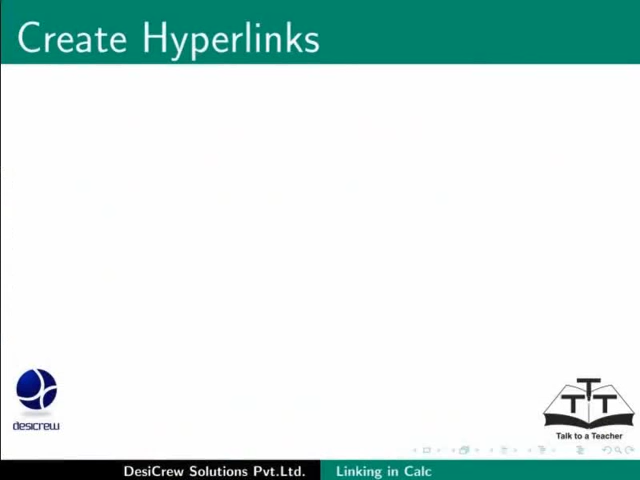 Create Hyperlinks
desicrew
T T T
Talk to a Teacher
DesiCrew Solutions Pvt.Ltd. Linking in Calc